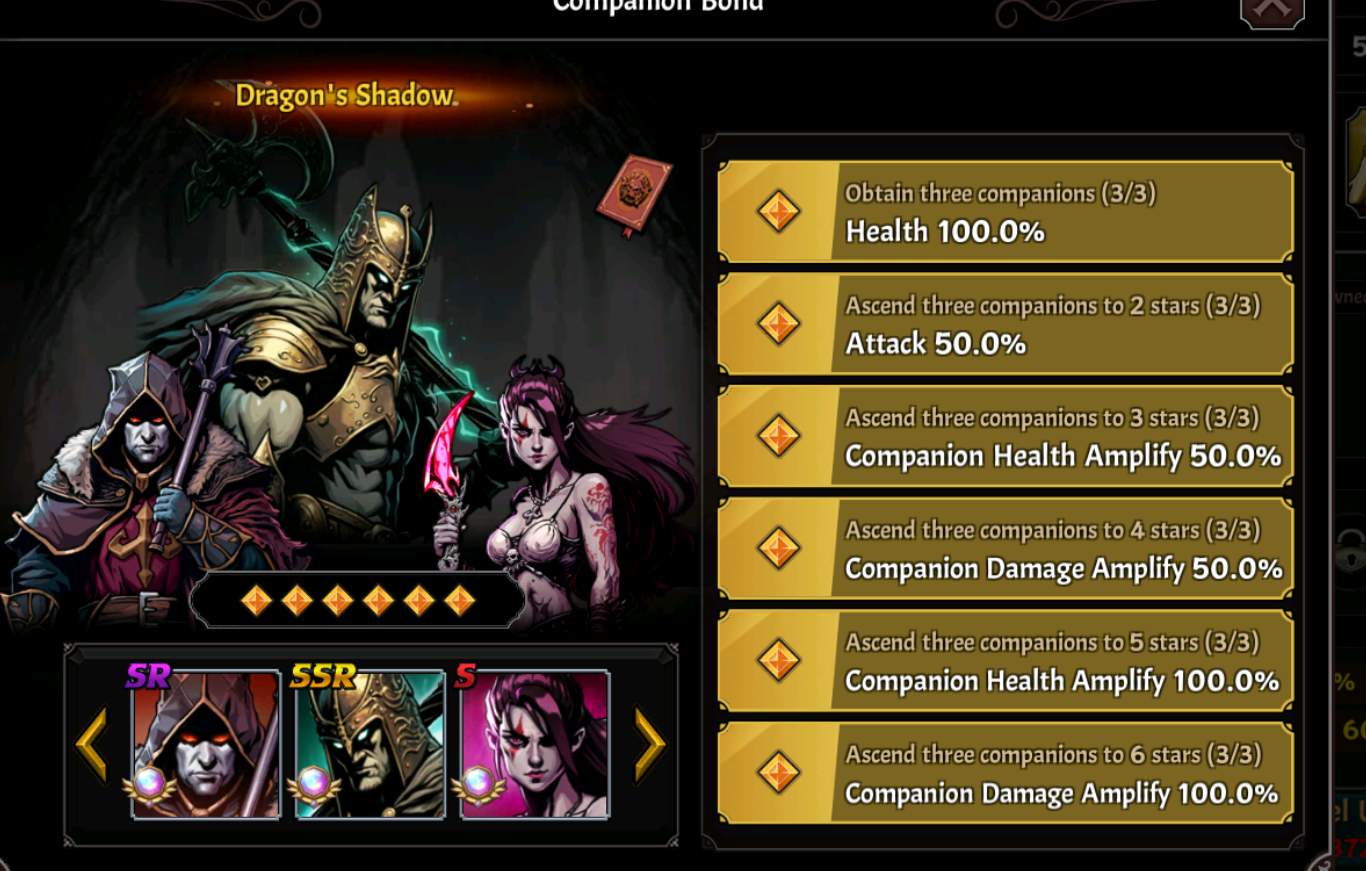 Companion Bond
Dragon's Shadow
Obtain three companions (3/3)
Health 100.0%
Ascend three companions to 2 stars (3/3)
Attack 50.0%
Ascend three companions to 3 stars (3/3)
Companion Health Amplify 50.0%
Ascend three companions to 4 stars (3/3)
Companion Damage Amplify 50.0%
Ascend three companions to 5 stars (3/3)
Companion Health Amplify 100.0%
Ascend three companions to 6 stars (3/3)
Companion Damage Amplify 100.0%
SR
SSR
S
5
%